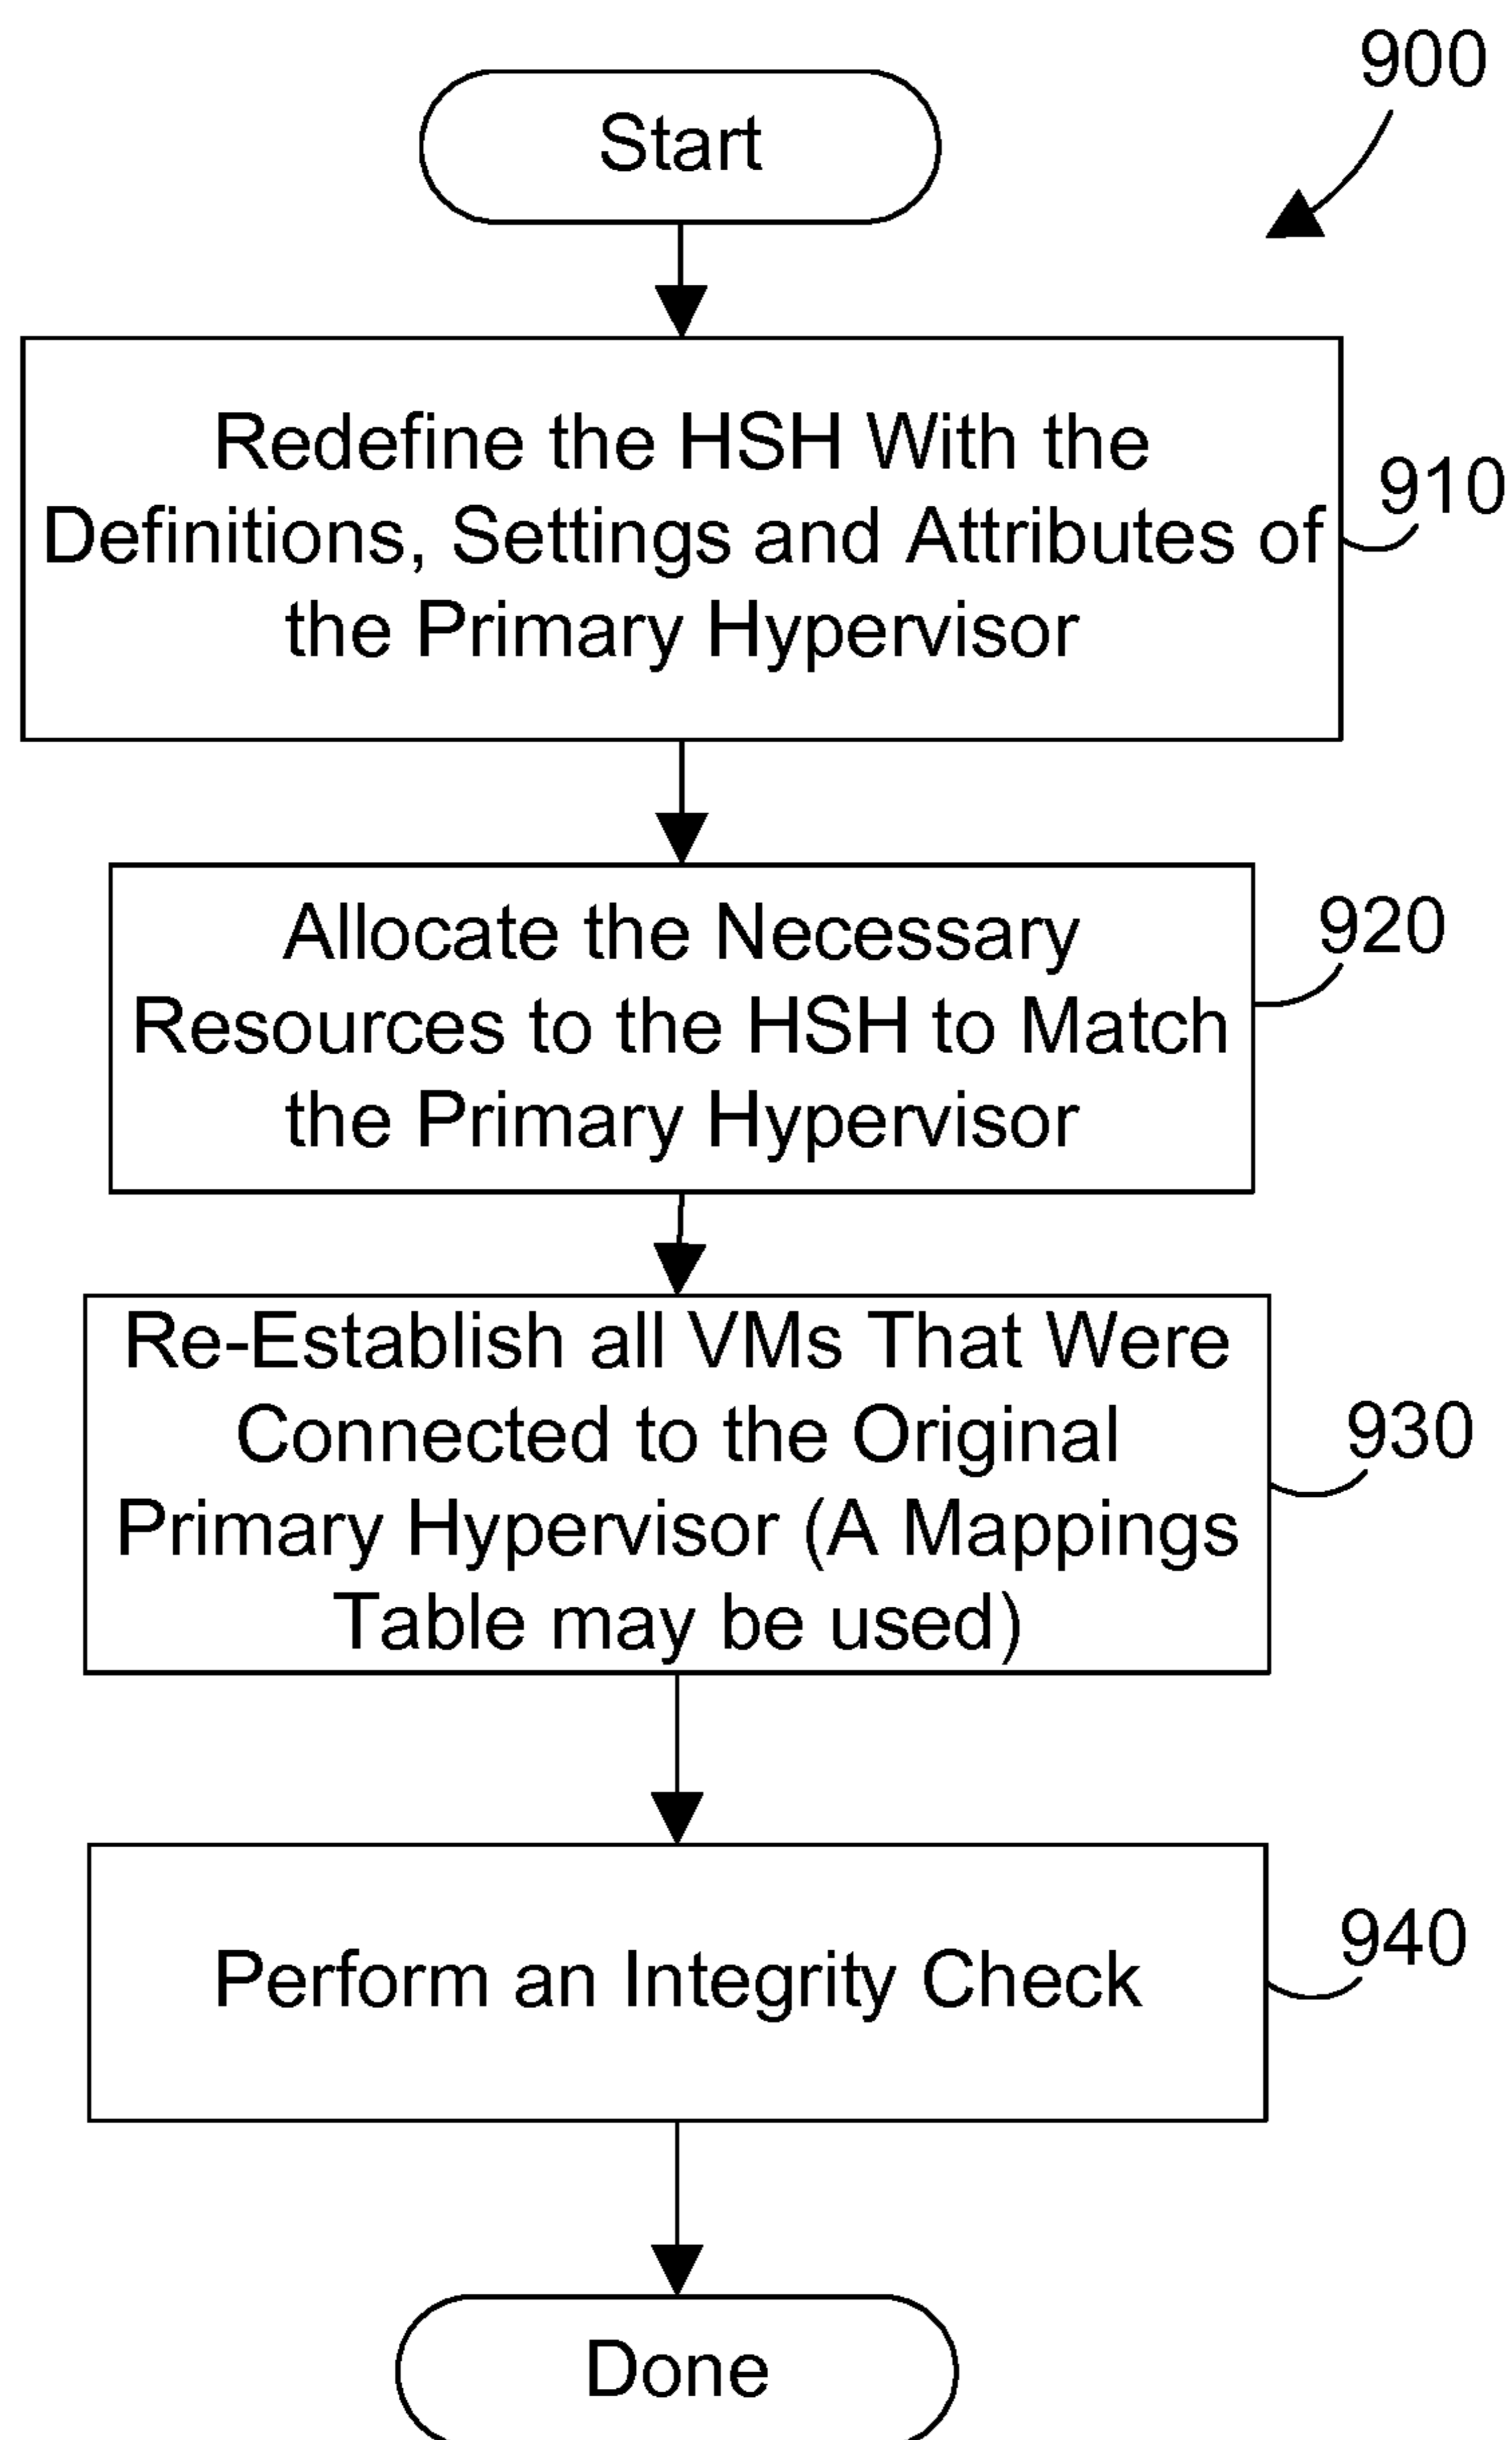 900
Start
Redefine the HSH With the
Definitions, Settings and Attributes of
the Primary Hypervisor
910
Allocate the Necessary
Resources to the HSH to Match
the Primary Hypervisor
920
Re-Establish all VMs That Were
Connected to the Original
Primary Hypervisor (A Mappings
Table may be used)
930
Perform an Integrity Check
940
Done